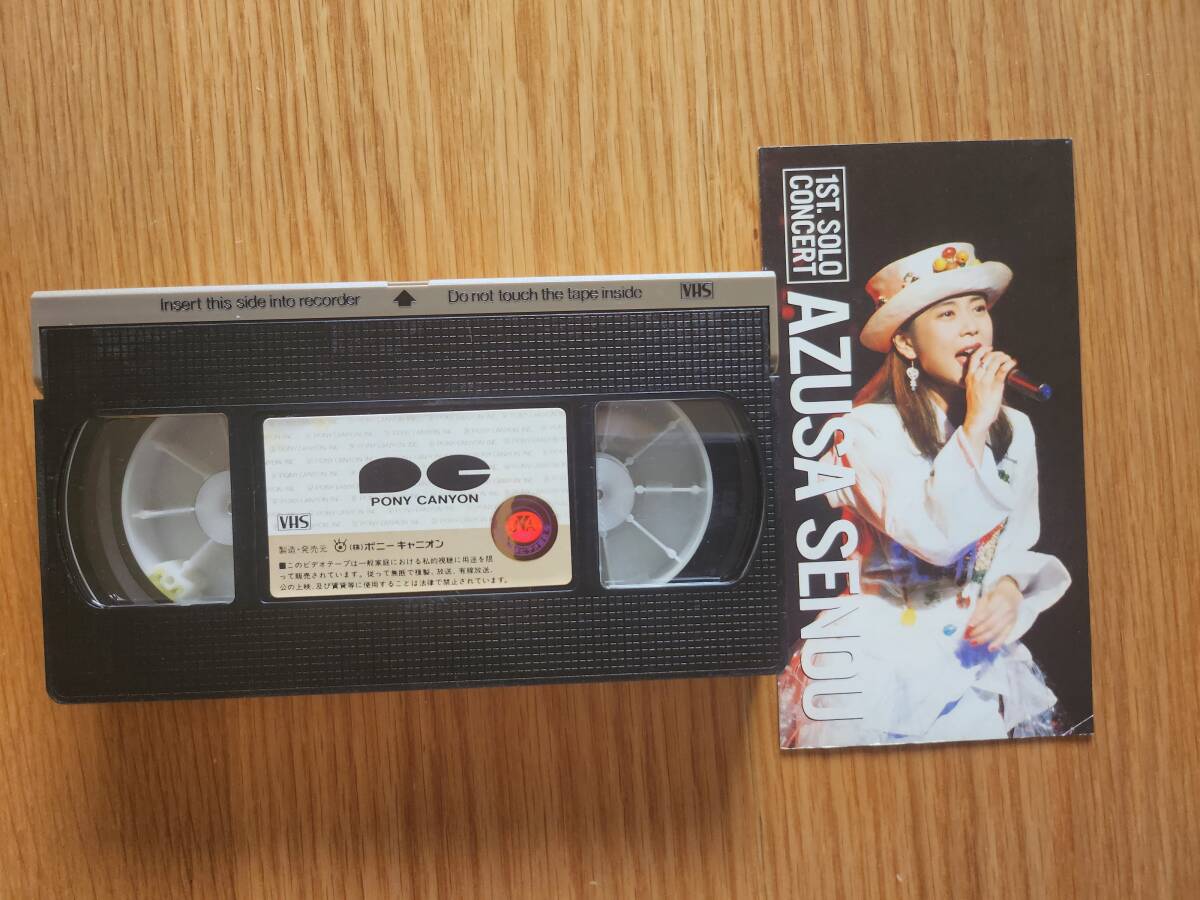 Insert this side into recorder
Do not touch the tape inside
VHS
PONY CANYON
VHS
製造・発売元 (株)ポニーキャニオン
■このビデオテープは一般家庭における私的視聴に用途を限
って販売されています。従って無断で複製、放送、有線放送、
公の上映、及び賃貸等に使用することは法律で禁止されています。
1ST. SOLO
CONCERT
AZUSA SENOU